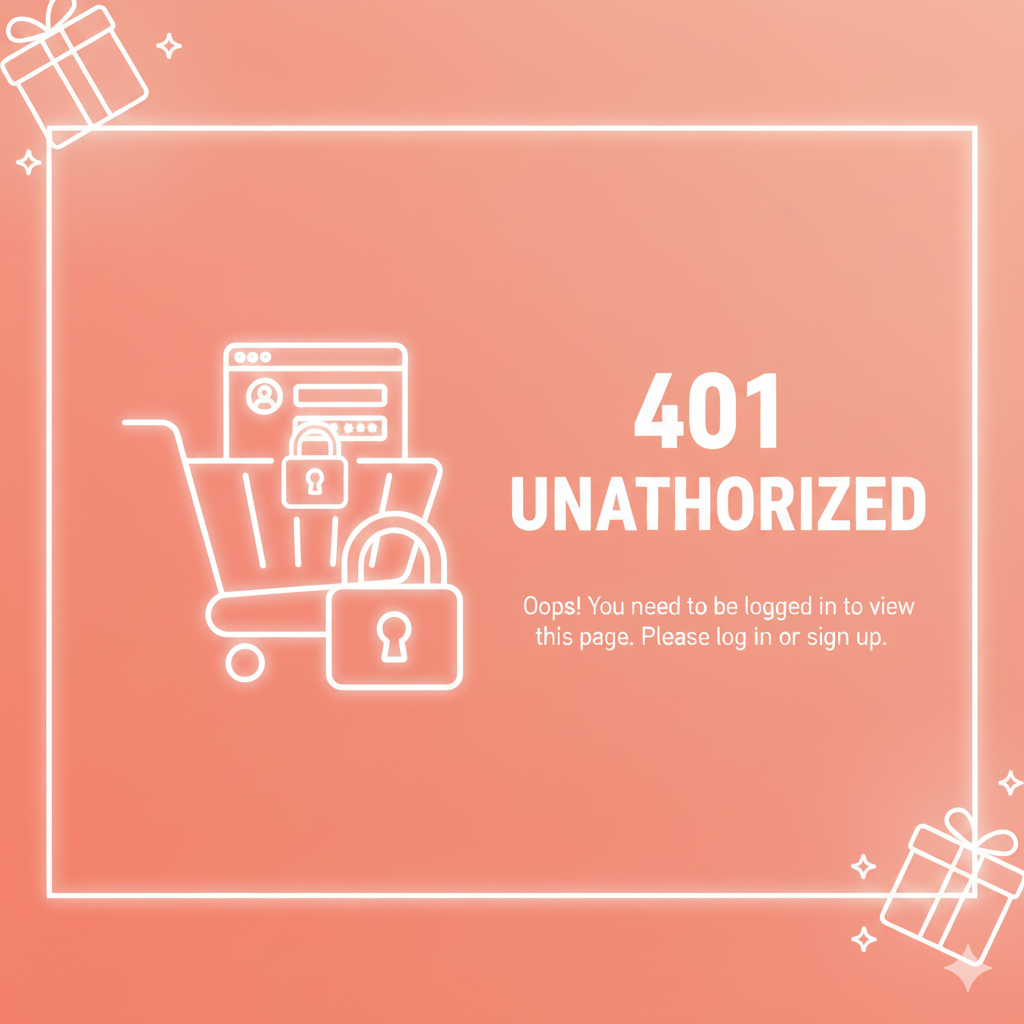 401
UNATHORIZED
Oops! You need to be logged in to view
this page. Please log in or sign up.